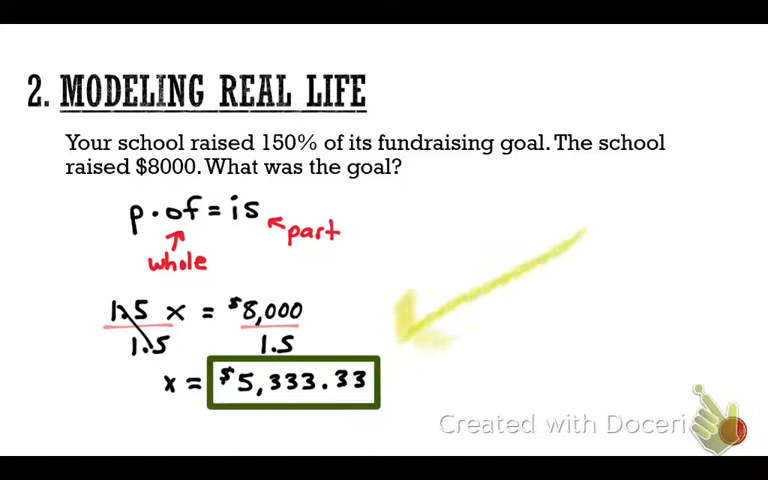 2. MODELING REAL LIFE
Your school raised 150% of its fundraising goal. The school
raised $8000. What was the goal?
p · of = is
part
whole
1.5 x = $8,000
1.5 1.5
x = $5,333.33
Created with Doceri